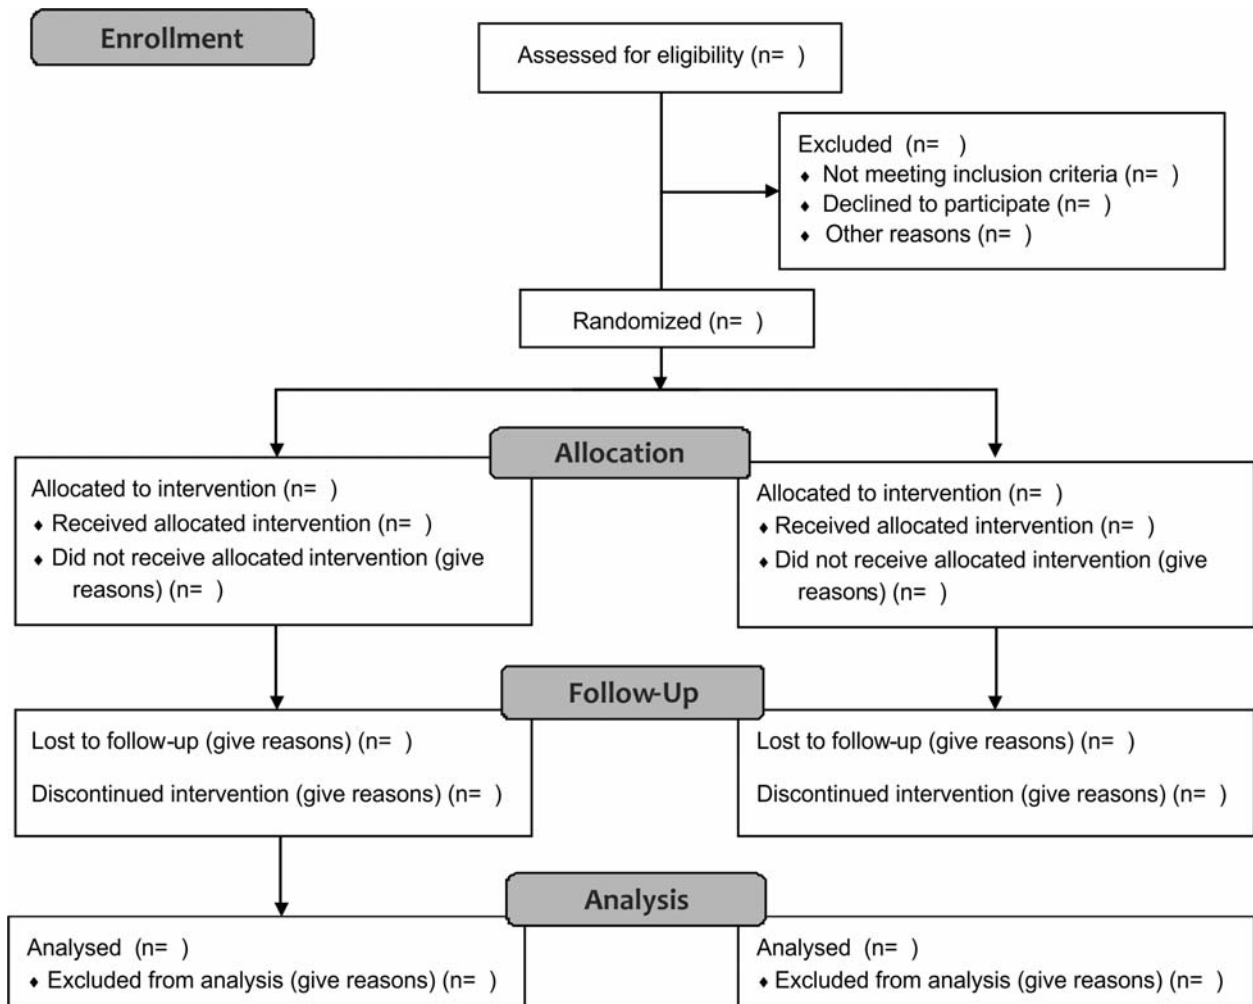 Enrollment
Assessed for eligibility (n=  )
Excluded  (n=   )
♦ Not meeting inclusion criteria (n=  )
♦ Declined to participate (n=  )
♦ Other reasons (n=  )
Randomized (n=  )
Allocation
Allocated to intervention (n=  )
♦ Received allocated intervention (n=  )
♦ Did not receive allocated intervention (give
reasons) (n=  )
Allocated to intervention (n=  )
♦ Received allocated intervention (n=  )
♦ Did not receive allocated intervention (give
reasons) (n=  )
Follow-Up
Lost to follow-up (give reasons) (n=  )
Discontinued intervention (give reasons) (n=  )
Lost to follow-up (give reasons) (n=  )
Discontinued intervention (give reasons) (n=  )
Analysis
Analysed  (n=  )
♦ Excluded from analysis (give reasons) (n=  )
Analysed  (n=  )
♦ Excluded from analysis (give reasons) (n=  )